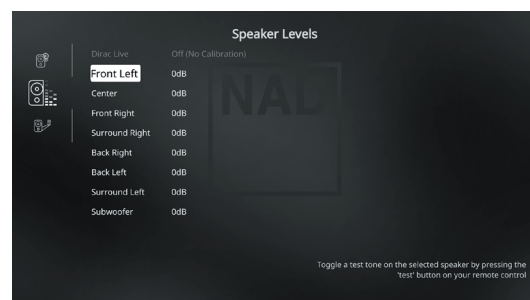 Speaker Levels
Dirac Live Off (No Calibration)
Front Left 0dB
Center 0dB
Front Right 0dB
Surround Right 0dB
Back Right 0dB
Back Left 0dB
Surround Left 0dB
Subwoofer 0dB
NAD
Toggle a test tone on the selected speaker by pressing the
'test' button on your remote control